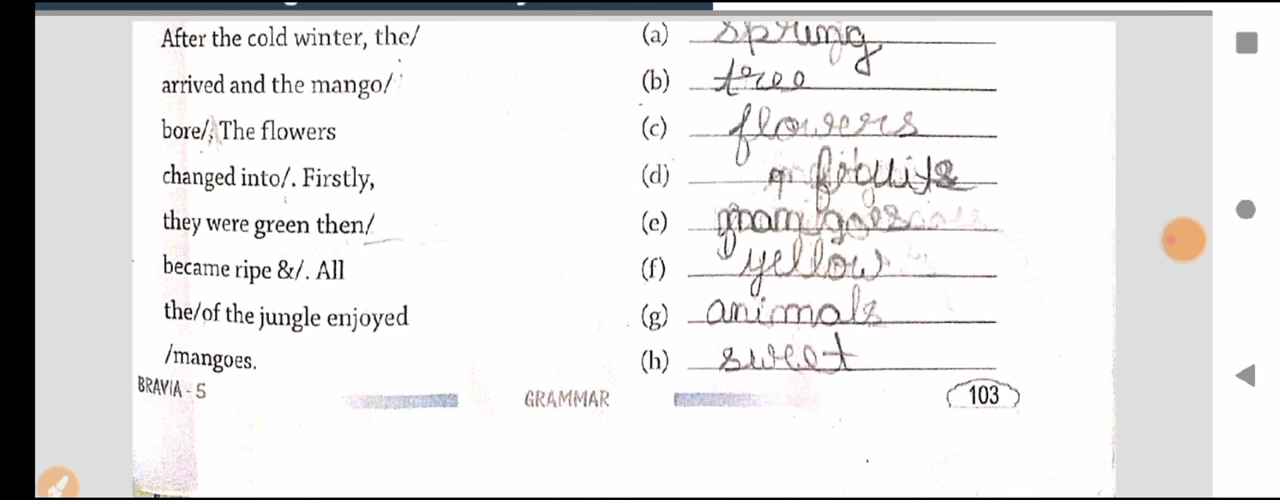 After the cold winter, the/ (a) spring
arrived and the mango/ (b) tree
bore/. The flowers (c) flowers
changed into/. Firstly, (d) fruits
they were green then/ (e)
became ripe &/. All (f) yellow
the/of the jungle enjoyed (g) animals
/mangoes. (h) sweet
BRAVIA - 5 GRAMMAR 103